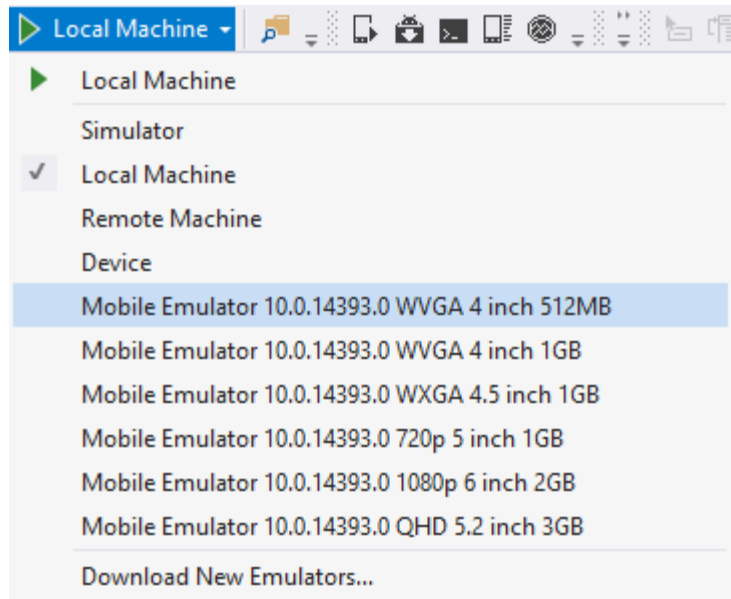 Local Machine
Local Machine
Simulator
Local Machine
Remote Machine
Device
Mobile Emulator 10.0.14393.0 WVGA 4 inch 512MB
Mobile Emulator 10.0.14393.0 WVGA 4 inch 1GB
Mobile Emulator 10.0.14393.0 WXGA 4.5 inch 1GB
Mobile Emulator 10.0.14393.0 720p 5 inch 1GB
Mobile Emulator 10.0.14393.0 1080p 6 inch 2GB
Mobile Emulator 10.0.14393.0 QHD 5.2 inch 3GB
Download New Emulators...